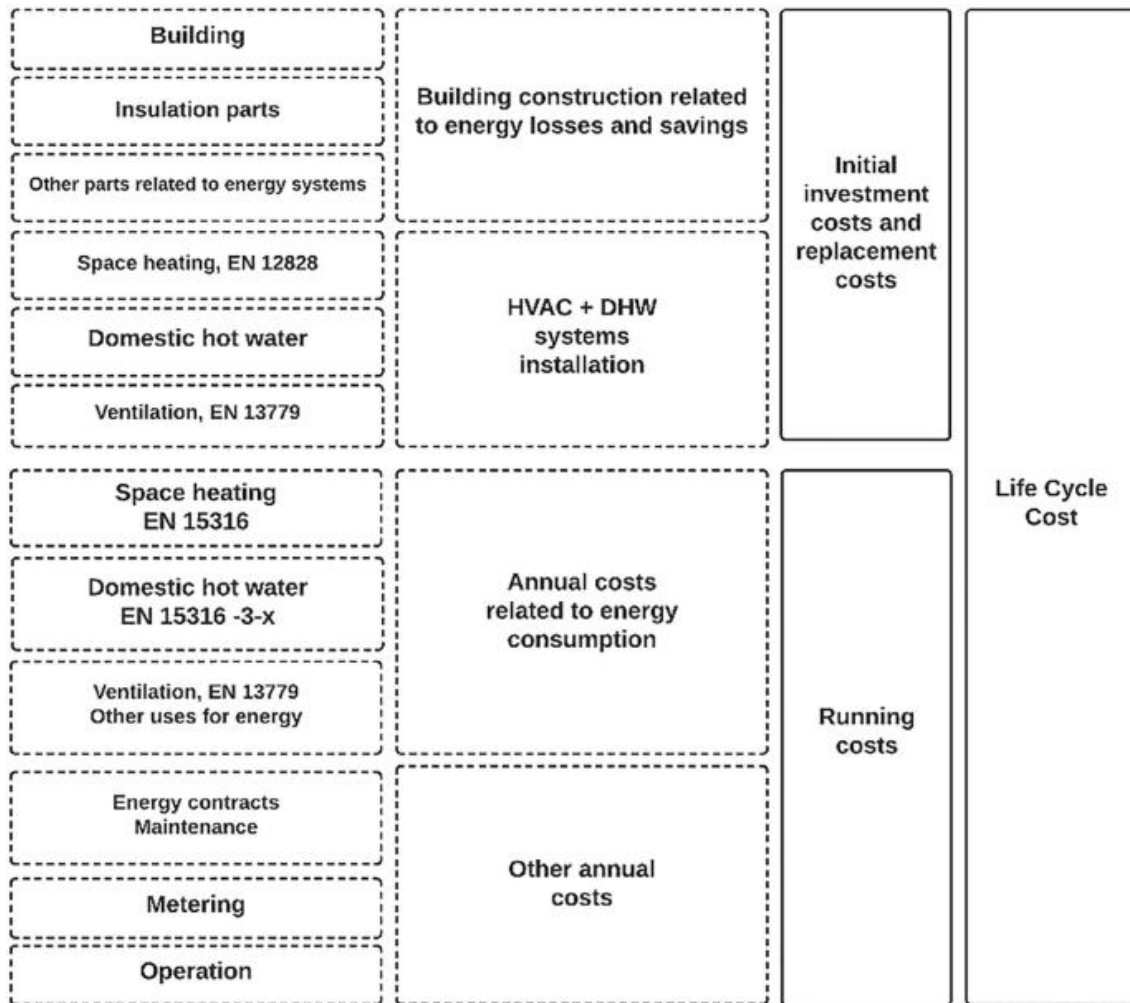 Building
Insulation parts
Other parts related to energy systems
Space heating, EN 12828
Domestic hot water
Ventilation, EN 13779
Space heating
EN 15316
Domestic hot water
EN 15316 -3-x
Ventilation, EN 13779
Other uses for energy
Energy contracts
Maintenance
Metering
Operation
Building construction related
to energy losses and savings
HVAC + DHW
systems
installation
Annual costs
related to energy
consumption
Other annual
costs
Initial
investment
costs and
replacement
costs
Running
costs
Life Cycle
Cost